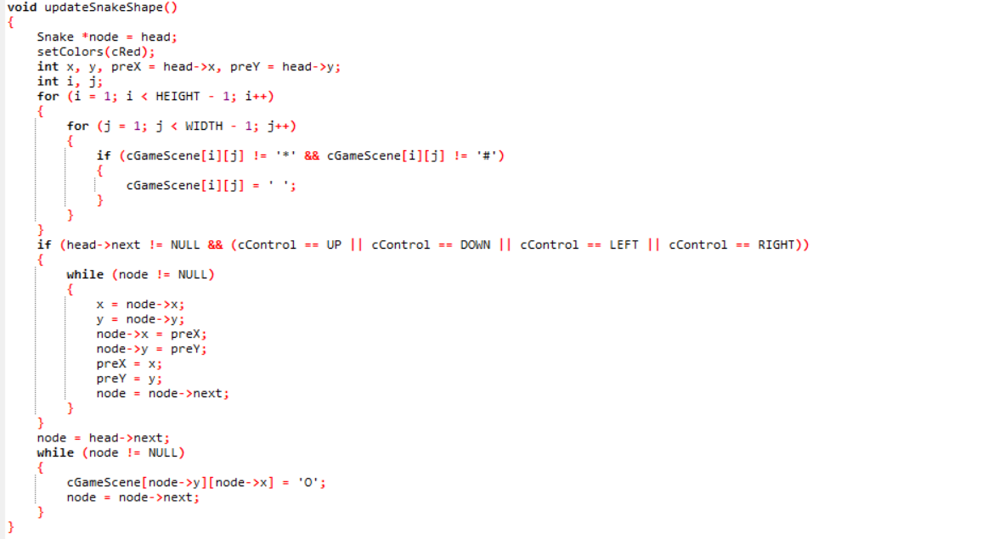 void updateSnakeShape()
{
    Snake *node = head;
    setColors(cRed);
    int x, y, preX = head->x, preY = head->y;
    int i, j;
    for (i = 1; i < HEIGHT - 1; i++)
    {
        for (j = 1; j < WIDTH - 1; j++)
        {
            if (cGameScene[i][j] != '*' && cGameScene[i][j] != '#')
            {
                cGameScene[i][j] = ' ';
            }
        }
    }
    if (head->next != NULL && (cControl == UP || cControl == DOWN || cControl == LEFT || cControl == RIGHT))
    {
        while (node != NULL)
        {
            x = node->x;
            y = node->y;
            node->x = preX;
            node->y = preY;
            preX = x;
            preY = y;
            node = node->next;
        }
    }
    node = head->next;
    while (node != NULL)
    {
        cGameScene[node->y][node->x] = 'O';
        node = node->next;
    }
}